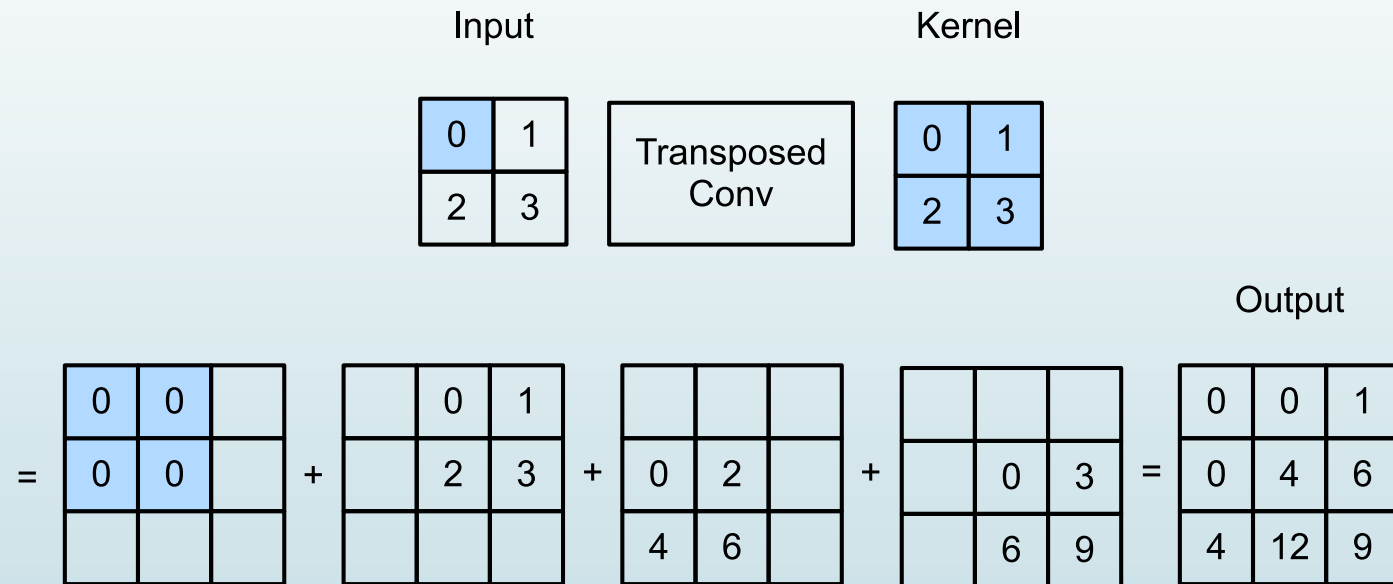 Input Kernel
0 1 Transposed Conv 0 1
2 3 2 3
Output
0 0 0 1 0 0 1
= 0 0 + 2 3 + 0 2 + 0 3 = 0 4 6
4 6 6 9 4 12 9